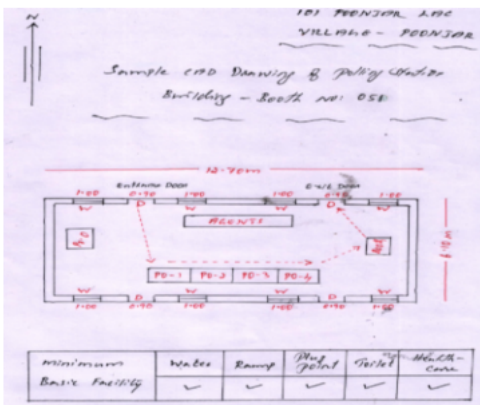 N
101 POONJAR LAC
VILLAGE - POONJAR
Sample CAD Drawing of Polling Station
Building - Booth No: 051
12.70m
Entrance Door
Exit Door
1.00 0.90 1.00 1.00 0.90 1.00
W D W W D W
AGENTS
PO-1 PO-2 PO-3 PO-4
W D W W D W
1.00 0.90 1.00 1.00 0.90 1.00
Minimum Basic Facility
Water
Ramp
Plug Point
Toilet
Health-care
✓ ✓ ✓ ✓ ✓